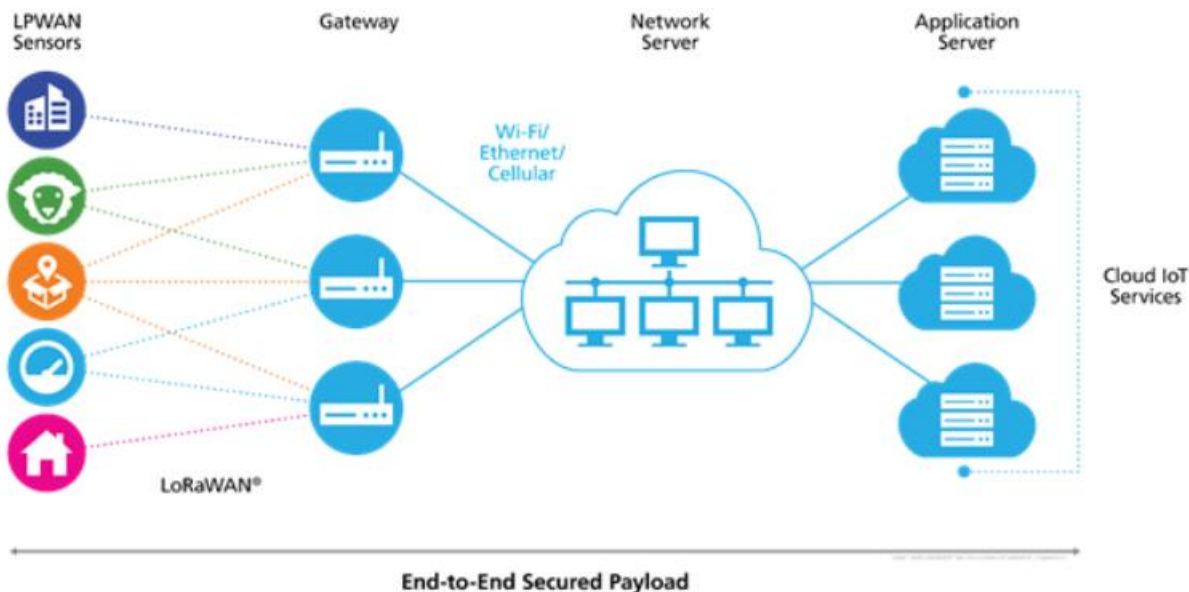 LPWAN
Sensors
Gateway
Network
Server
Application
Server
Wi-Fi/
Ethernet/
Cellular
Cloud IoT
Services
LoRaWAN®
End-to-End Secured Payload